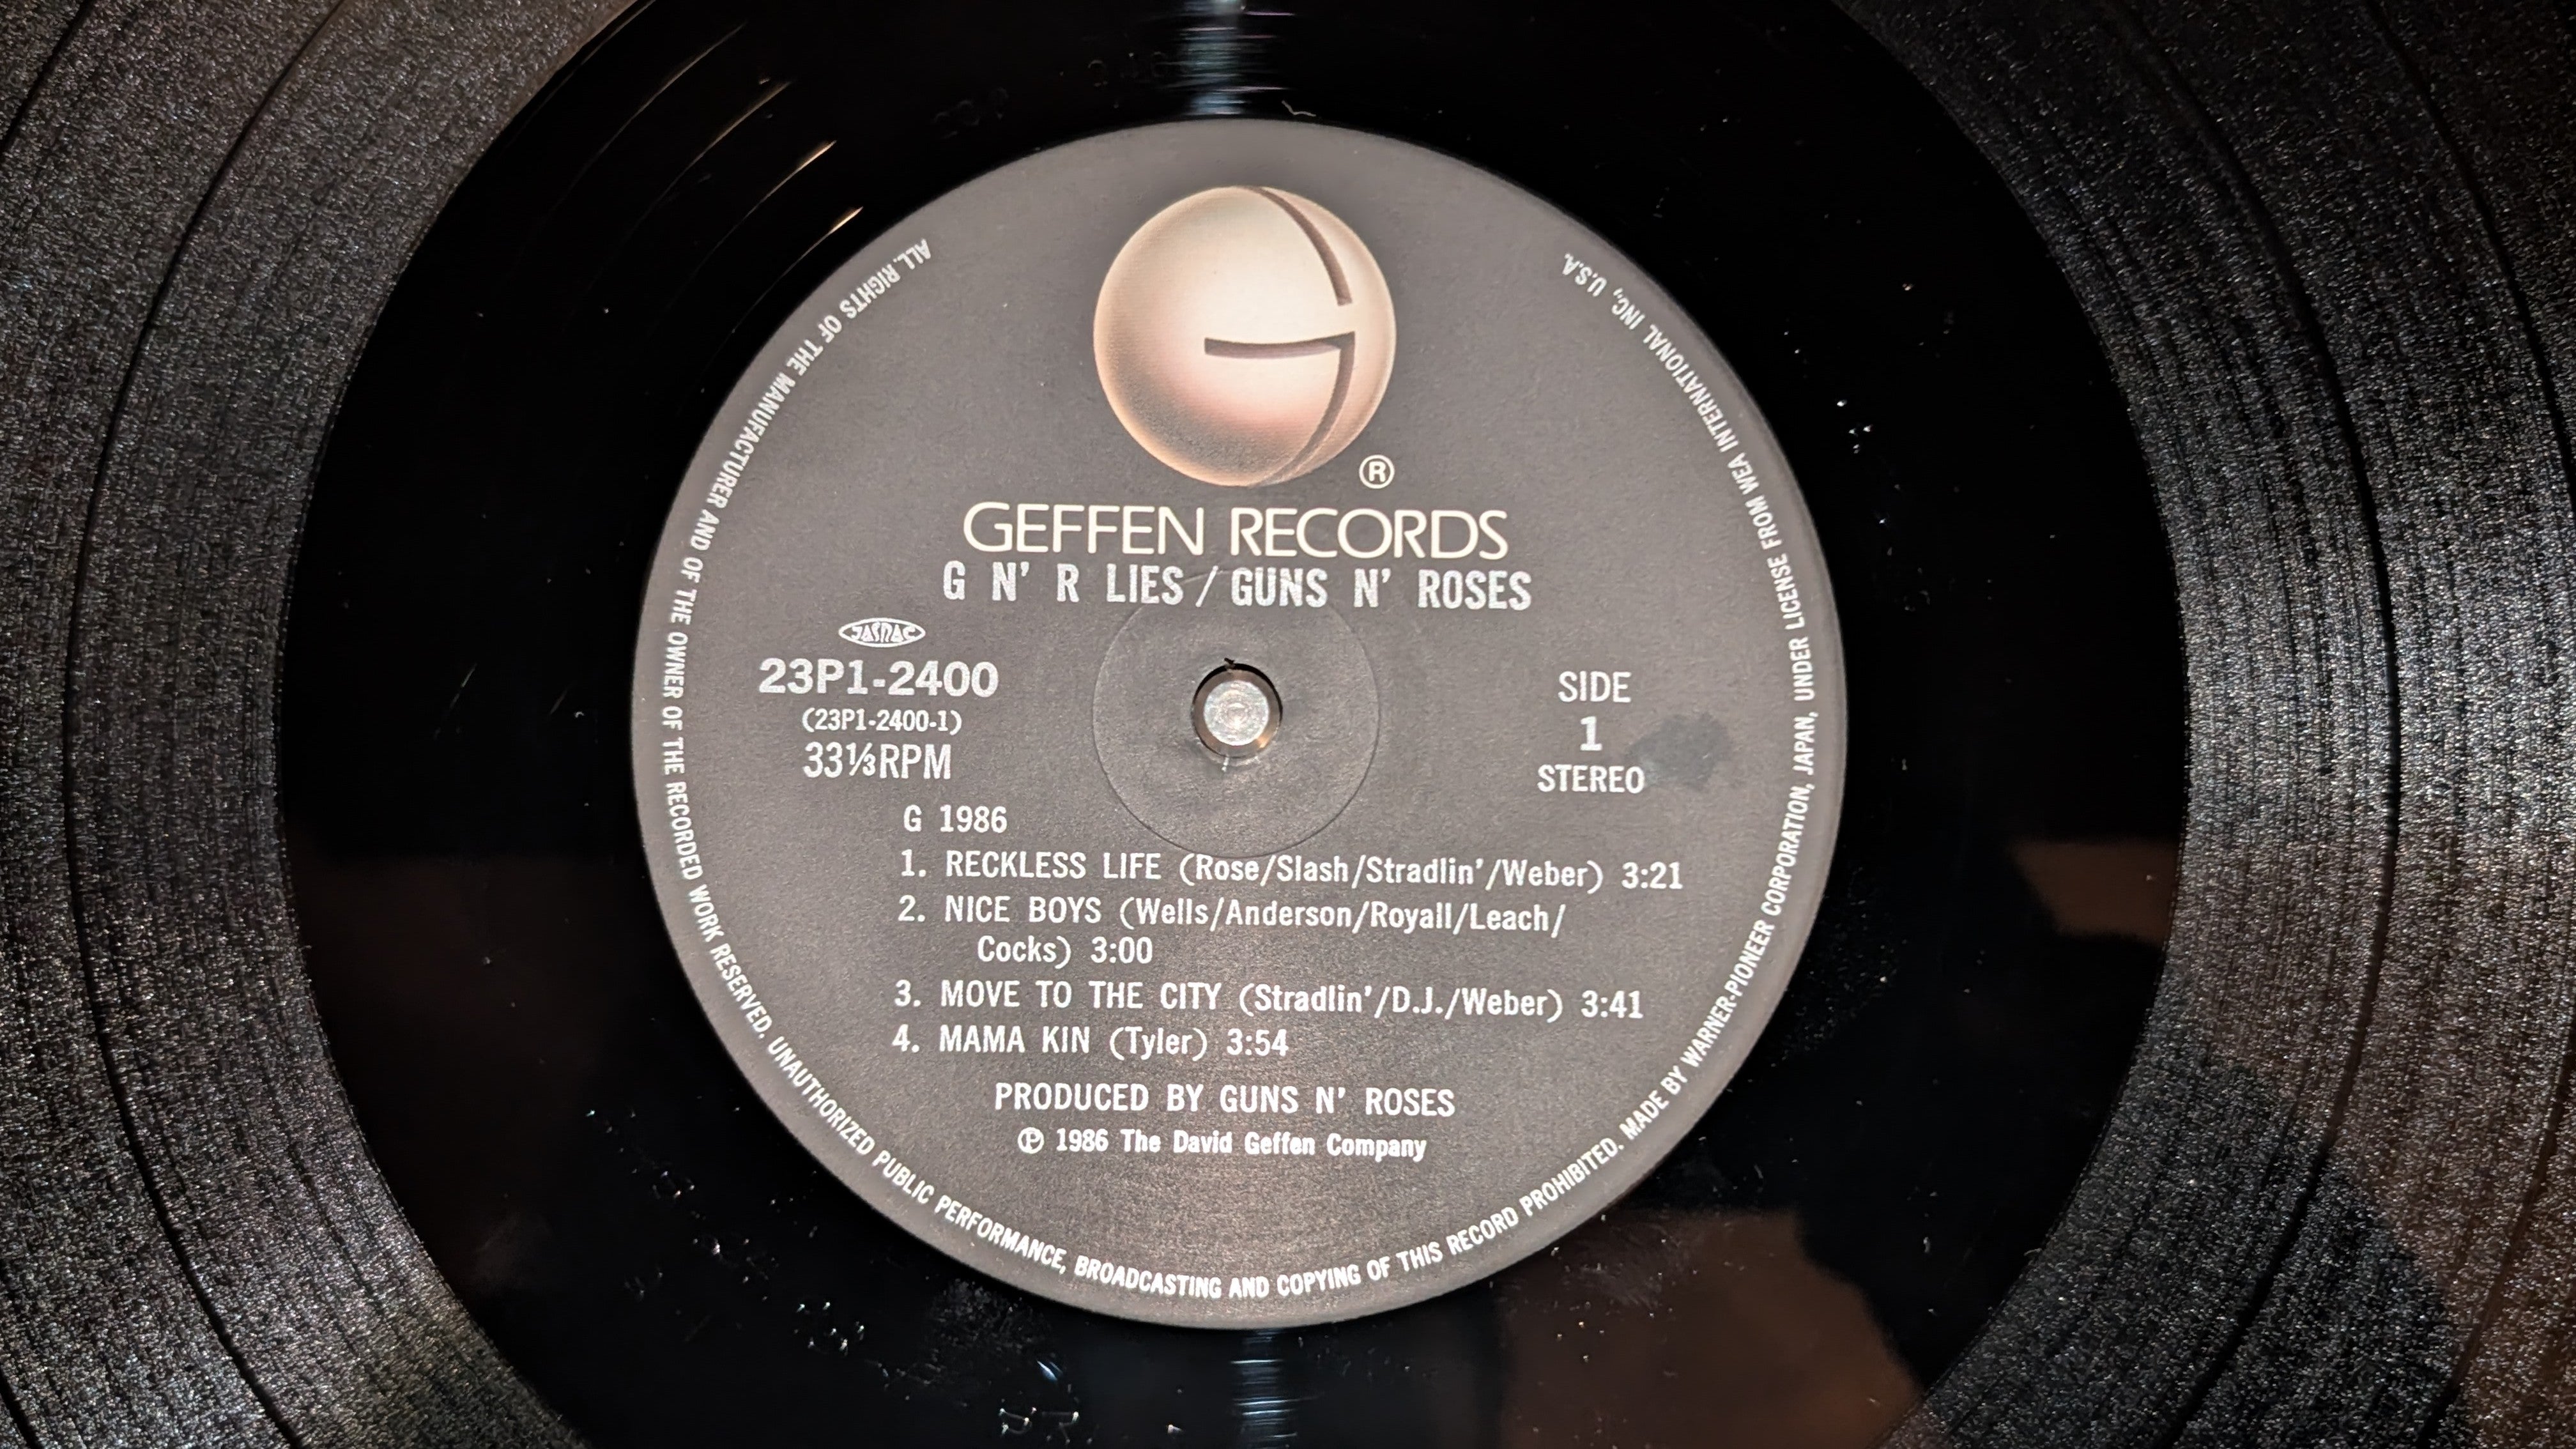 ®
GEFFEN RECORDS
G N' R LIES / GUNS N' ROSES
JASRAC
23P1-2400
(23P1-2400-1)
33⅓RPM
SIDE
1
STEREO
G 1986
1. RECKLESS LIFE (Rose/Slash/Stradlin'/Weber) 3:21
2. NICE BOYS (Wells/Anderson/Royall/Leach/
Cocks) 3:00
3. MOVE TO THE CITY (Stradlin'/D.J./Weber) 3:41
4. MAMA KIN (Tyler) 3:54
PRODUCED BY GUNS N' ROSES
℗ 1986 The David Geffen Company
ALL RIGHTS OF THE MANUFACTURER AND OF THE OWNER OF THE RECORDED WORK RESERVED. UNAUTHORIZED PUBLIC PERFORMANCE, BROADCASTING AND COPYING OF THIS RECORD PROHIBITED. MADE BY WARNER-PIONEER CORPORATION, JAPAN, UNDER LICENSE FROM WEA INTERNATIONAL INC., U.S.A.